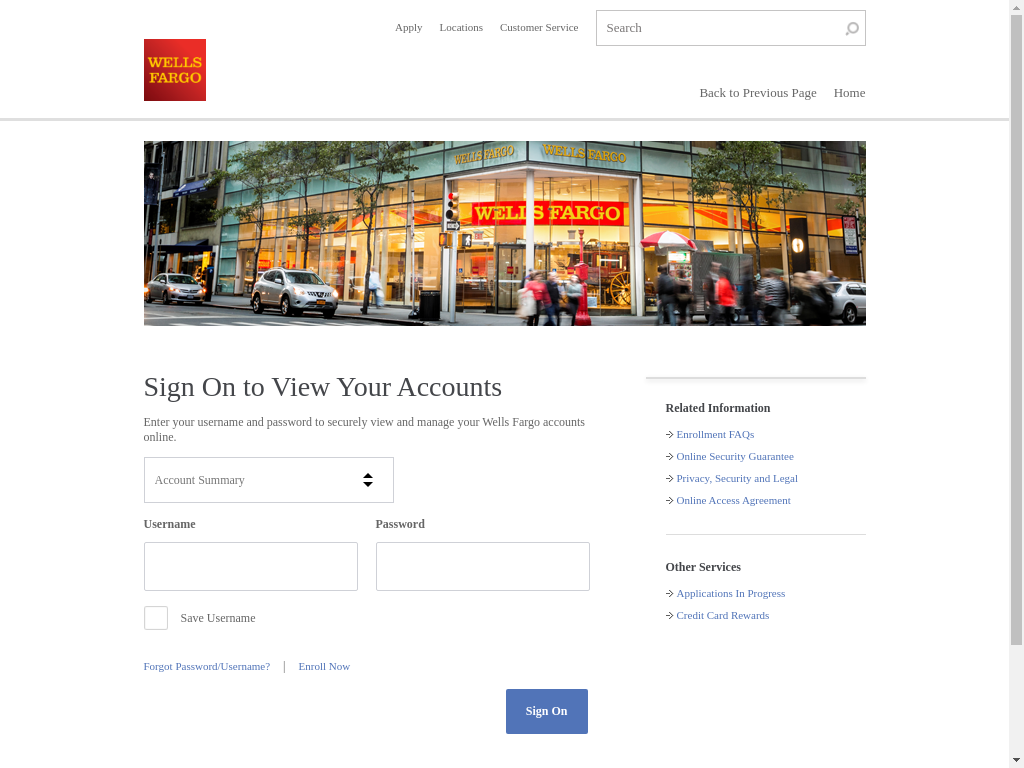 Apply Locations Customer Service Search
WELLS
FARGO
Back to Previous Page Home
WELLS FARGO WELLS FARGO
WELLS FARGO
Sign On to View Your Accounts
Enter your username and password to securely view and manage your Wells Fargo accounts
online.
Account Summary
Username Password
Save Username
Forgot Password/Username? | Enroll Now
Sign On
Related Information
Enrollment FAQs
Online Security Guarantee
Privacy, Security and Legal
Online Access Agreement
Other Services
Applications In Progress
Credit Card Rewards